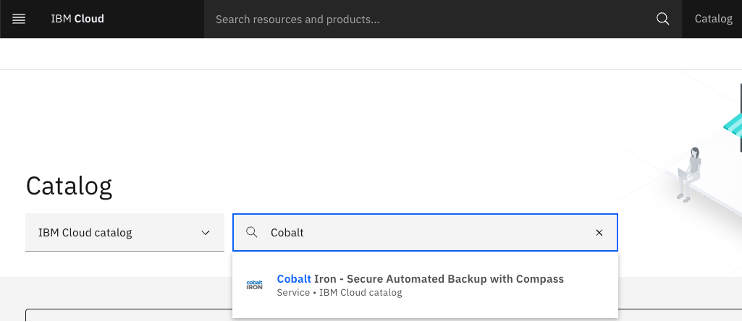 IBM Cloud
Search resources and products...
Catalog
Catalog
IBM Cloud catalog
Cobalt
cobalt
IRON
Cobalt Iron - Secure Automated Backup with Compass
Service • IBM Cloud catalog